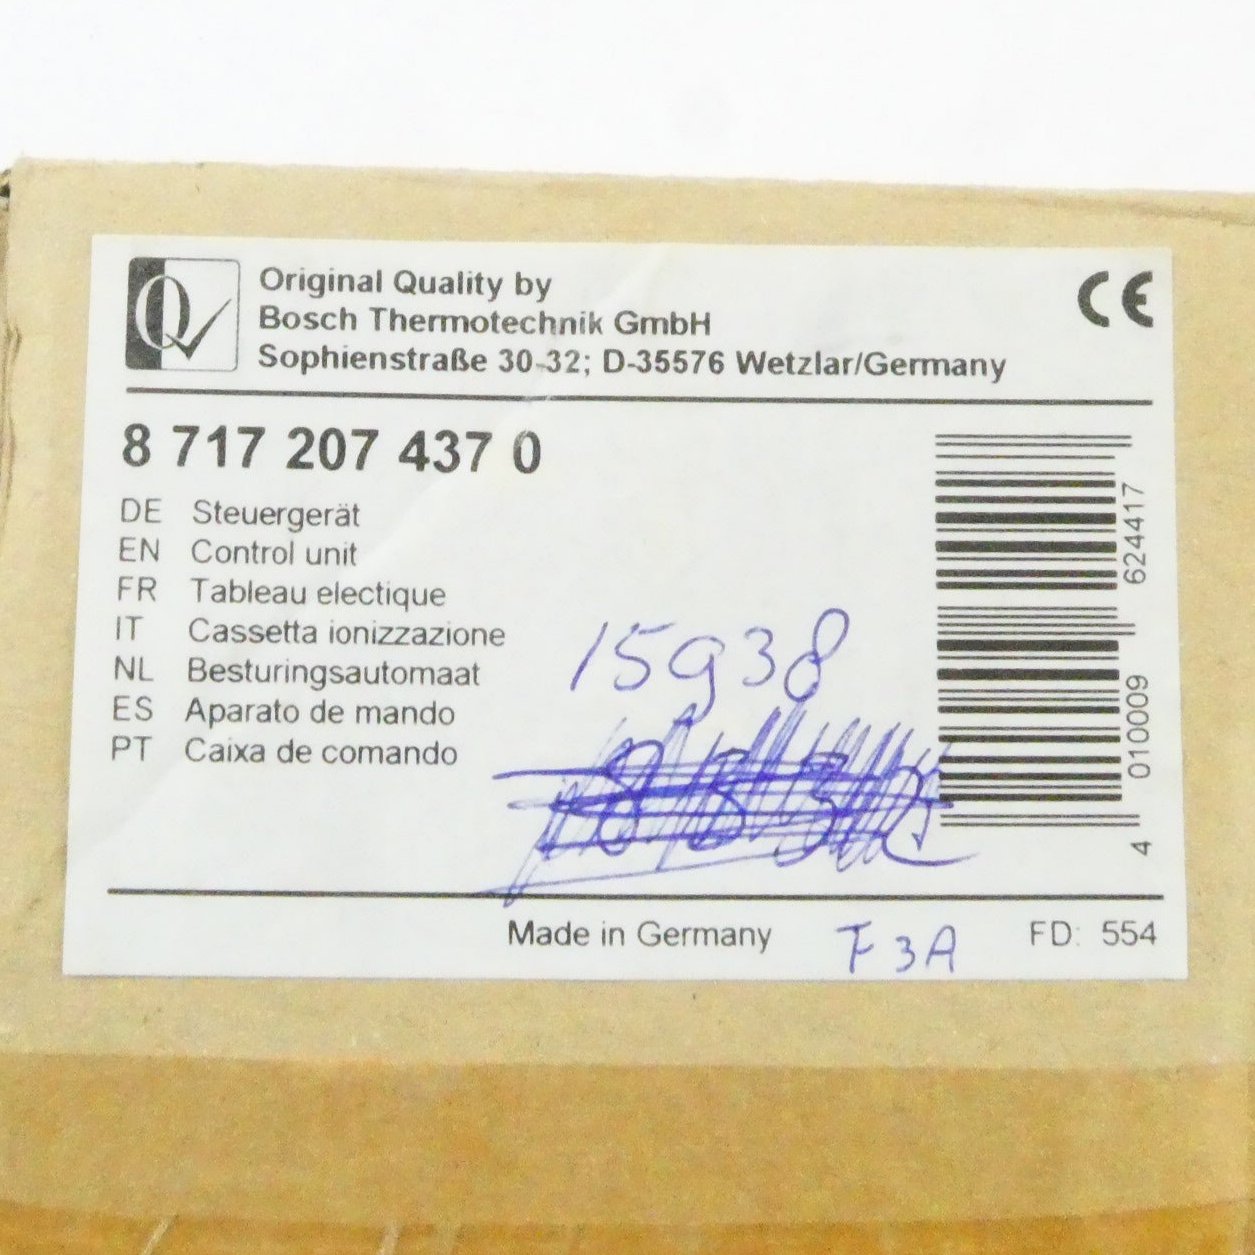 Original Quality by
Bosch Thermotechnik GmbH
Sophienstraße 30-32; D-35576 Wetzlar/Germany
CE
8 717 207 437 0
DE Steuergerät
EN Control unit
FR Tableau electique
IT Cassetta ionizzazione
NL Besturingsautomaat
ES Aparato de mando
PT Caixa de comando
15938
4 010009 624417
Made in Germany
F3A
FD: 554